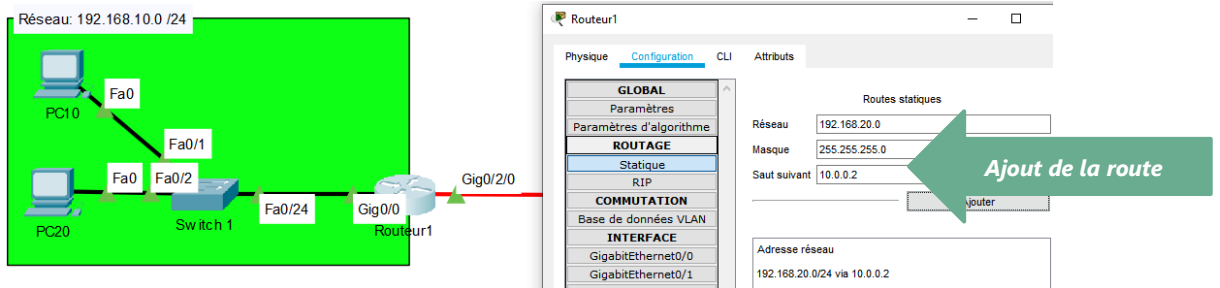 Réseau: 192.168.10.0 /24
PC10
Fa0
Fa0/1
PC20
Fa0
Fa0/2
Switch 1
Fa0/24
Gig0/0
Routeur1
Gig0/2/0
Routeur1
Physique Configuration CLI Attributs
GLOBAL
Paramètres
Paramètres d'algorithme
ROUTAGE
Statique
RIP
COMMUTATION
Base de données VLAN
INTERFACE
GigabitEthernet0/0
GigabitEthernet0/1
Routes statiques
Réseau 192.168.20.0
Masque 255.255.255.0
Saut suivant 10.0.0.2
Ajouter
Adresse réseau
192.168.20.0/24 via 10.0.0.2
Ajout de la route